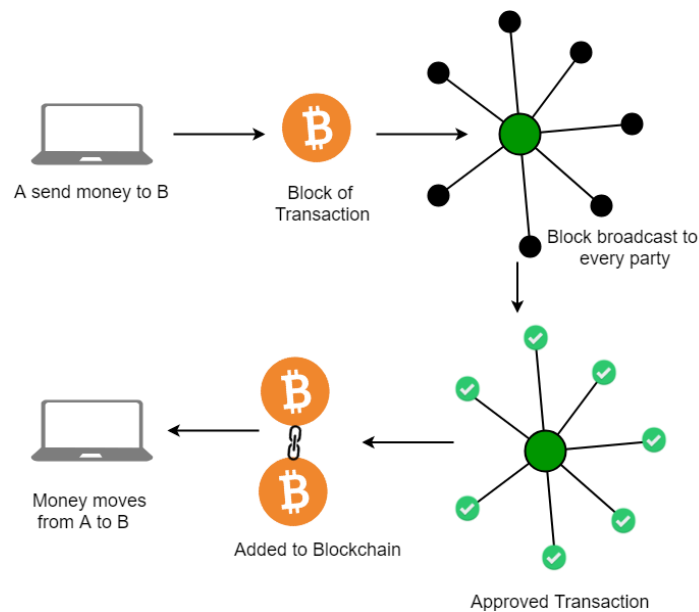 A send money to B
Block of
Transaction
Block broadcast to
every party
Money moves
from A to B
Added to Blockchain
Approved Transaction